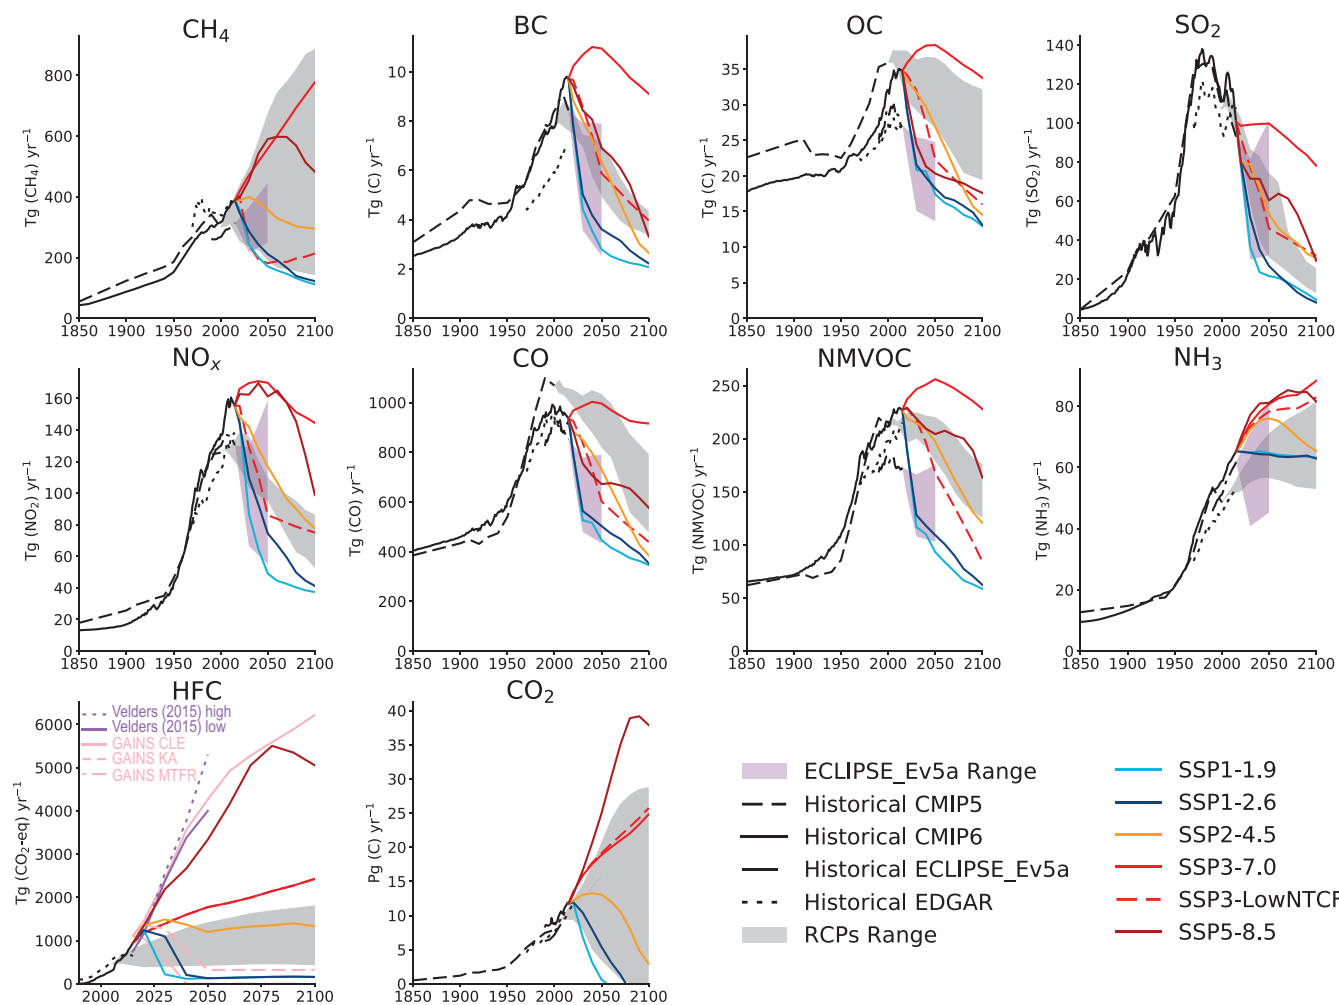 CH4
BC
OC
SO2
Tg (CH4) yr−1
800
600
400
200
0
1850 1900 1950 2000 2050 2100
Tg (C) yr−1
10
8
6
4
2
0
1850 1900 1950 2000 2050 2100
Tg (C) yr−1
35
30
25
20
15
10
5
0
1850 1900 1950 2000 2050 2100
Tg (SO2) yr−1
140
120
100
80
60
40
20
0
1850 1900 1950 2000 2050 2100
NOx
CO
NMVOC
NH3
Tg (NO2) yr−1
160
140
120
100
80
60
40
20
0
1850 1900 1950 2000 2050 2100
Tg (CO) yr−1
1000
800
600
400
200
0
1850 1900 1950 2000 2050 2100
Tg (NMVOC) yr−1
250
200
150
100
50
0
1850 1900 1950 2000 2050 2100
Tg (NH3) yr−1
80
60
40
20
0
1850 1900 1950 2000 2050 2100
HFC
CO2
Tg (CO2-eq) yr−1
6000
5000
4000
3000
2000
1000
0
2000 2025 2050 2075 2100
Velders (2015) high
Velders (2015) low
GAINS CLE
GAINS KA
GAINS MTFR
Pg (C) yr−1
40
35
30
25
20
15
10
5
0
1850 1900 1950 2000 2050 2100
ECLIPSE_Ev5a Range
Historical CMIP5
Historical CMIP6
Historical ECLIPSE_Ev5a
Historical EDGAR
RCPs Range
SSP1-1.9
SSP1-2.6
SSP2-4.5
SSP3-7.0
SSP3-LowNTCF
SSP5-8.5